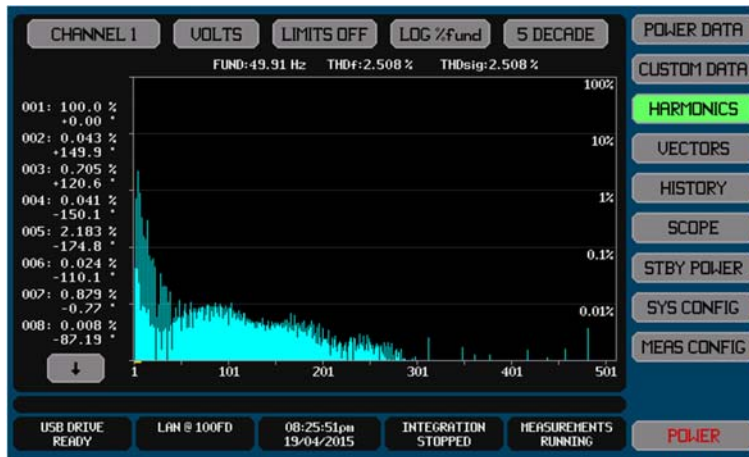 CHANNEL 1 VOLTS LIMITS OFF LOG %fund 5 DECADE
FUND:49.91 Hz THDf:2.508 % THDsig:2.508 %
001: 100.0 %
+0.00 °
002: 0.043 %
+149.9 °
003: 0.705 %
+120.6 °
004: 0.041 %
-150.1 °
005: 2.183 %
-174.8 °
006: 0.024 %
-110.1 °
007: 0.879 %
-0.77 °
008: 0.008 %
-87.19 °
100%
10%
1%
0.1%
0.01%
1 101 201 301 401 501
POWER DATA
CUSTOM DATA
HARMONICS
VECTORS
HISTORY
SCOPE
STBY POWER
SYS CONFIG
MEAS CONFIG
USB DRIVE
READY
LAN @ 100FD
08:25:51pm
19/04/2015
INTEGRATION
STOPPED
MEASUREMENTS
RUNNING
POWER